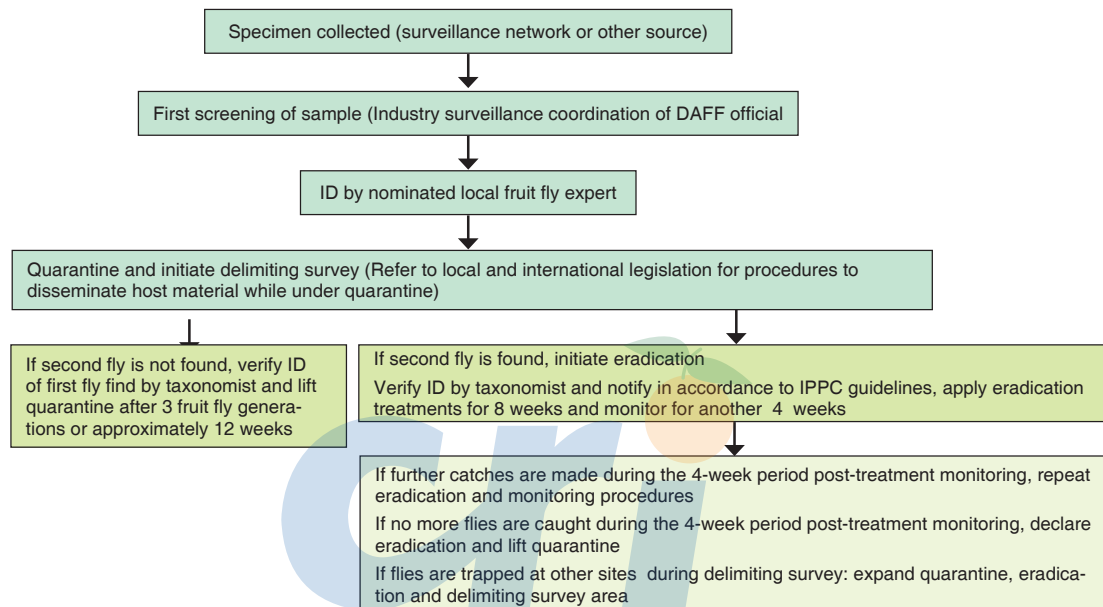 Specimen collected (surveillance network or other source)
First screening of sample (Industry surveillance coordination of DAFF official
ID by nominated local fruit fly expert
Quarantine and initiate delimiting survey (Refer to local and international legislation for procedures to
disseminate host material while under quarantine)
If second fly is not found, verify ID
of first fly find by taxonomist and lift
quarantine after 3 fruit fly genera-
tions or approximately 12 weeks
If second fly is found, initiate eradication
Verify ID by taxonomist and notify in accordance to IPPC guidelines, apply eradication
treatments for 8 weeks and monitor for another 4 weeks
If further catches are made during the 4-week period post-treatment monitoring, repeat
eradication and monitoring procedures
If no more flies are caught during the 4-week period post-treatment monitoring, declare
eradication and lift quarantine
If flies are trapped at other sites during delimiting survey: expand quarantine, eradica-
tion and delimiting survey area
cri